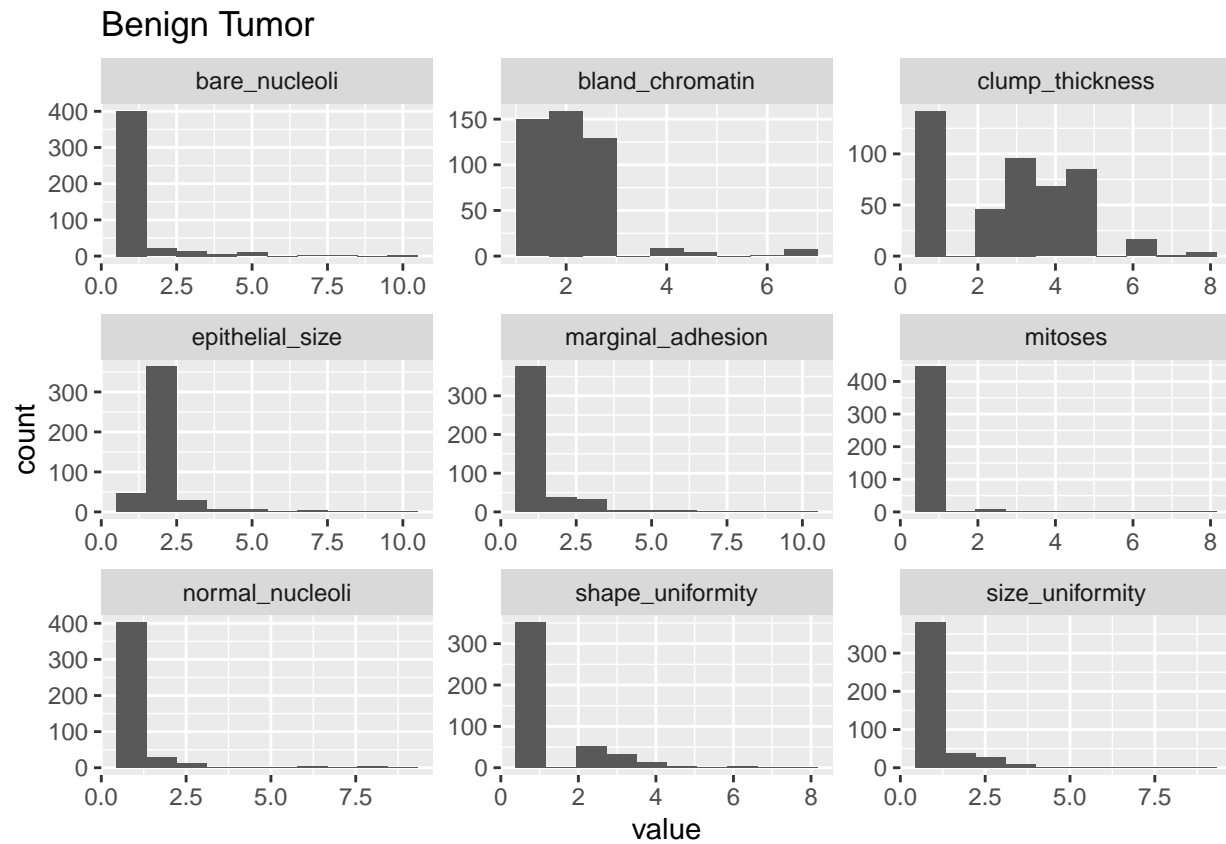 Benign Tumor
bare_nucleoli
bland_chromatin
clump_thickness
400
300
200
100
0
0.0 2.5 5.0 7.5 10.0
150
100
50
0
2 4 6
100
50
0
0 2 4 6 8
epithelial_size
marginal_adhesion
mitoses
300
200
100
0
0.0 2.5 5.0 7.5 10.0
300
200
100
0
0.0 2.5 5.0 7.5 10.0
400
300
200
100
0
0 2 4 6 8
count
normal_nucleoli
shape_uniformity
size_uniformity
400
300
200
100
0
0.0 2.5 5.0 7.5
300
200
100
0
0 2 4 6 8
300
200
100
0
0.0 2.5 5.0 7.5
value